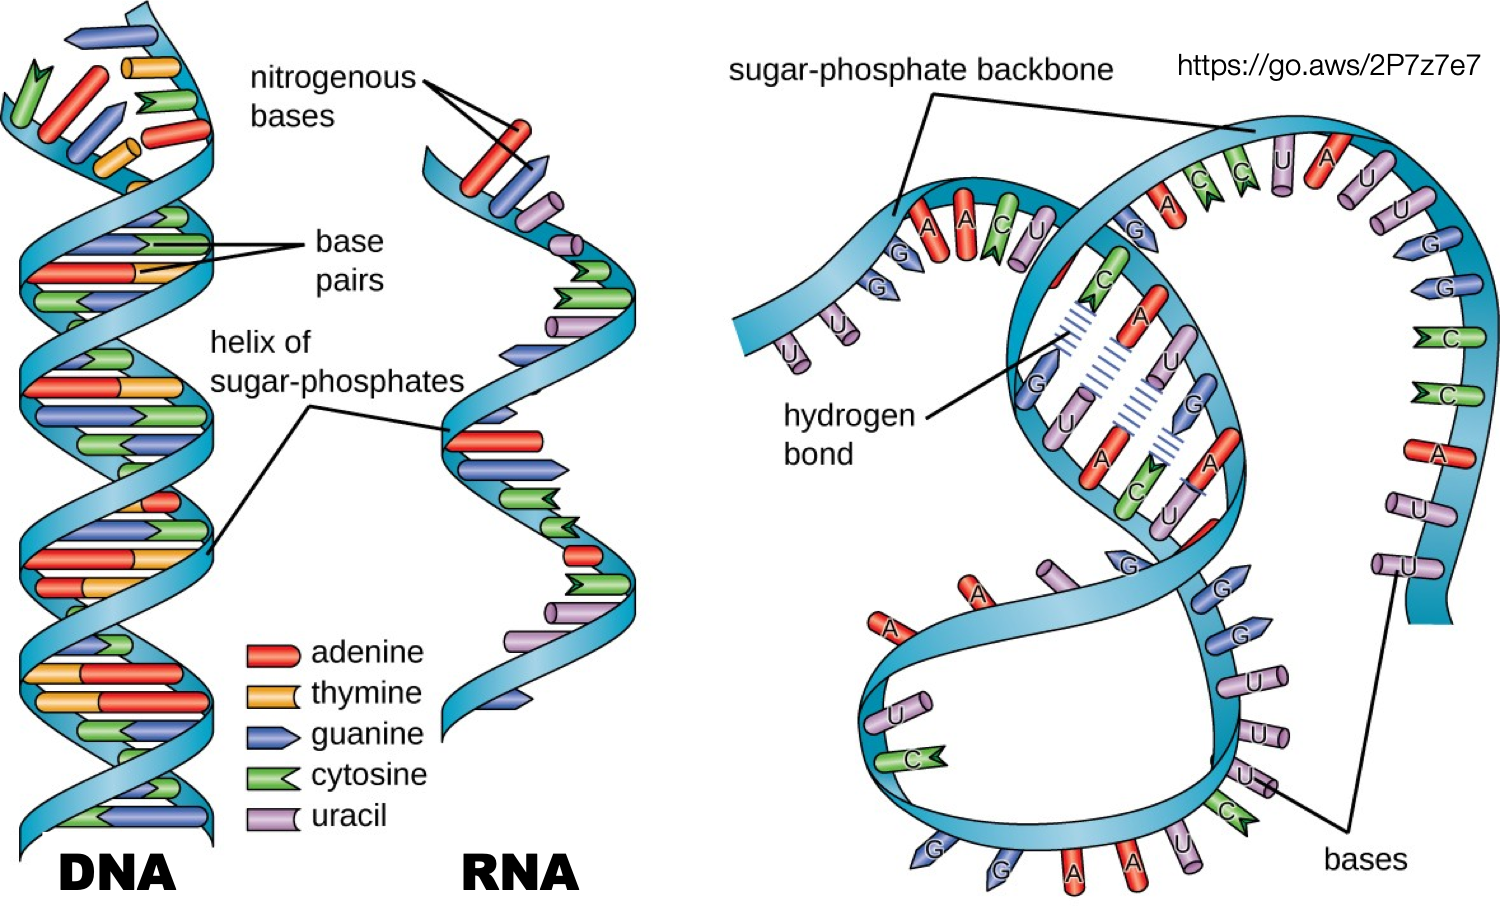 nitrogenous
bases
base
pairs
helix of
sugar-phosphates
adenine
thymine
guanine
cytosine
uracil
DNA
RNA
sugar-phosphate backbone
https://go.aws/2P7z7e7
hydrogen
bond
bases
U
U
G
G
A
A
C
U
G
A
C
C
U
A
U
U
G
G
C
C
A
U
U
C
A
U
G
A
G
U
A
C
U
G
A
A
U
C
G
G
A
A
U
C
U
U
U
G
G